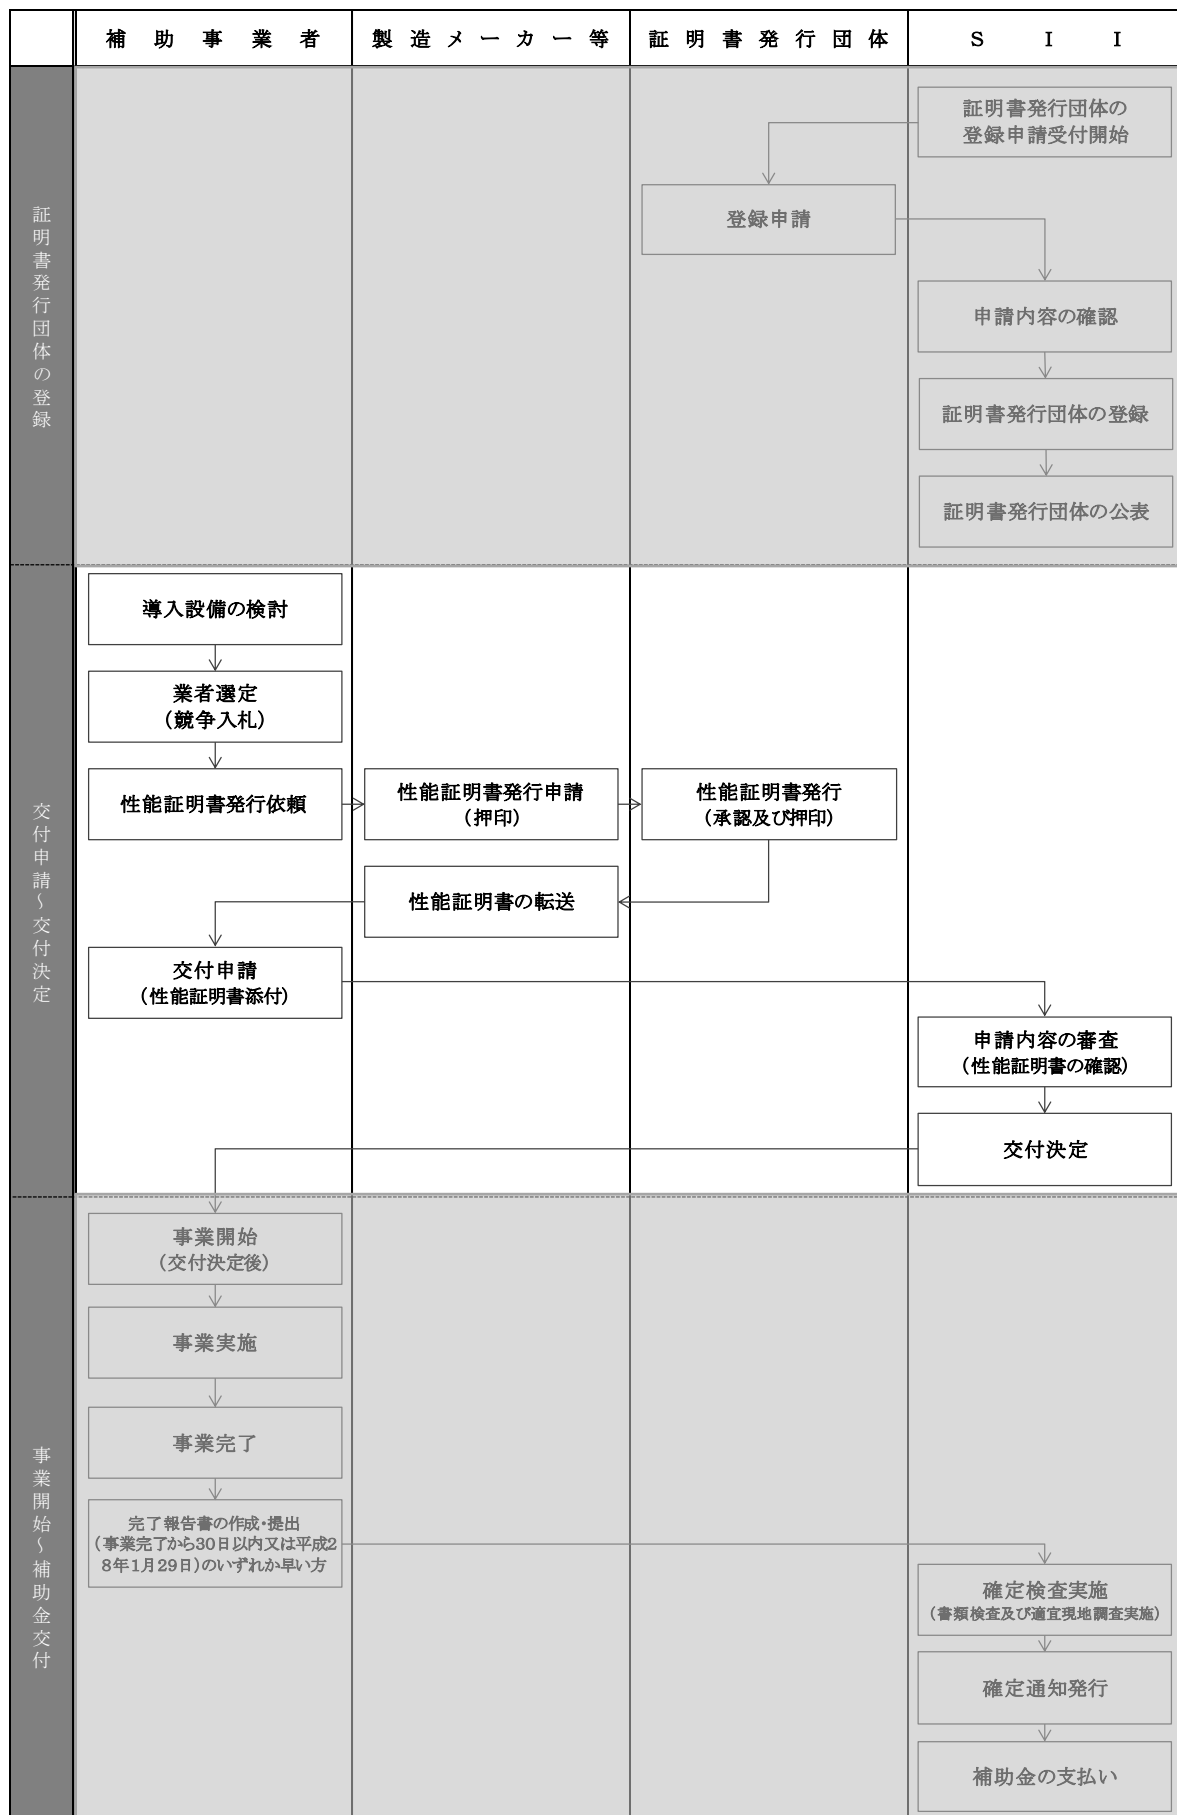 補助事業者
製造メーカー等
証明書発行団体
SII
証明書発行団体の登録
証明書発行団体の
登録申請受付開始
登録申請
申請内容の確認
証明書発行団体の登録
証明書発行団体の公表
交付申請～交付決定
導入設備の検討
業者選定
（競争入札）
性能証明書発行依頼
性能証明書発行申請
（押印）
性能証明書発行
（承認及び押印）
性能証明書の転送
交付申請
（性能証明書添付）
申請内容の審査
（性能証明書の確認）
交付決定
事業開始～補助金交付
事業開始
（交付決定後）
事業実施
事業完了
完了報告書の作成・提出
（事業完了から30日以内又は平成2
8年1月29日）のいずれか早い方
確定検査実施
（書類検査及び適宜現地調査実施）
確定通知発行
補助金の支払い